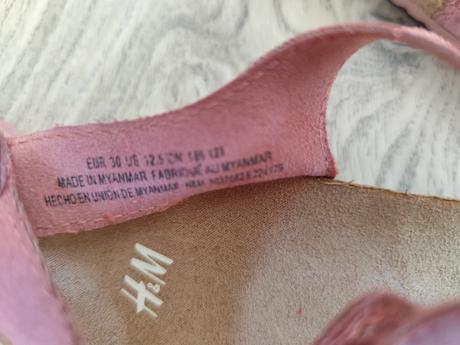 EUR 30 US 12.5 CN
MADE IN MYANMAR FABRIQUÉ AU MYANMAR
HECHO EN UNION DE MYANMAR H&M
H&M